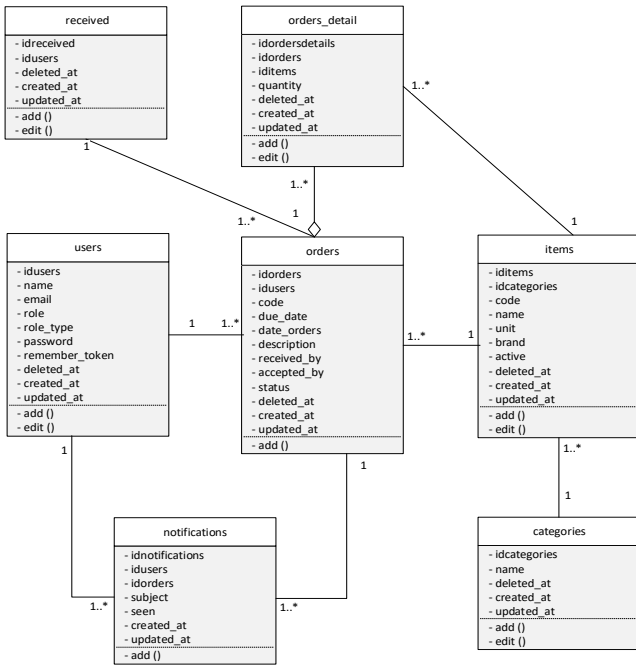 received
- idreceived
- idusers
- deleted_at
- created_at
- updated_at
- add ()
- edit ()
1
1..*
orders_detail
- idordersdetails
- idorders
- iditems
- quantity
- deleted_at
- created_at
- updated_at
- add ()
- edit ()
1..*
1
1..*
1
users
- idusers
- name
- email
- role
- role_type
- password
- remember_token
- deleted_at
- created_at
- updated_at
- add ()
- edit ()
1
1..*
1
1..*
orders
- idorders
- idusers
- code
- due_date
- date_orders
- description
- received_by
- accepted_by
- status
- deleted_at
- created_at
- updated_at
- add ()
1..*
1
1
1..*
items
- iditems
- idcategories
- code
- name
- unit
- brand
- active
- deleted_at
- created_at
- updated_at
- add ()
- edit ()
1..*
1
notifications
- idnotifications
- idusers
- idorders
- subject
- seen
- created_at
- updated_at
- add ()
categories
- idcategories
- name
- deleted_at
- created_at
- updated_at
- add ()
- edit ()